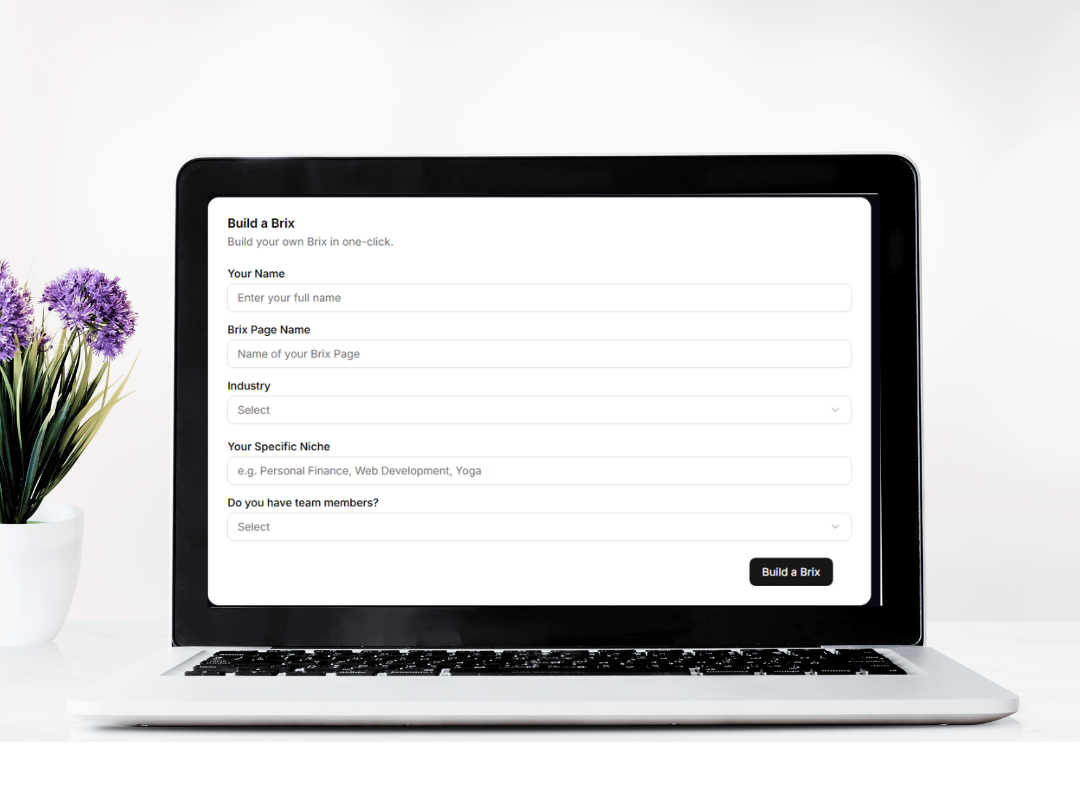 Build a Brix
Build your own Brix in one-click.
Your Name
Enter your full name
Brix Page Name
Name of your Brix Page
Industry
Select
Your Specific Niche
e.g. Personal Finance, Web Development, Yoga
Do you have team members?
Select
Build a Brix